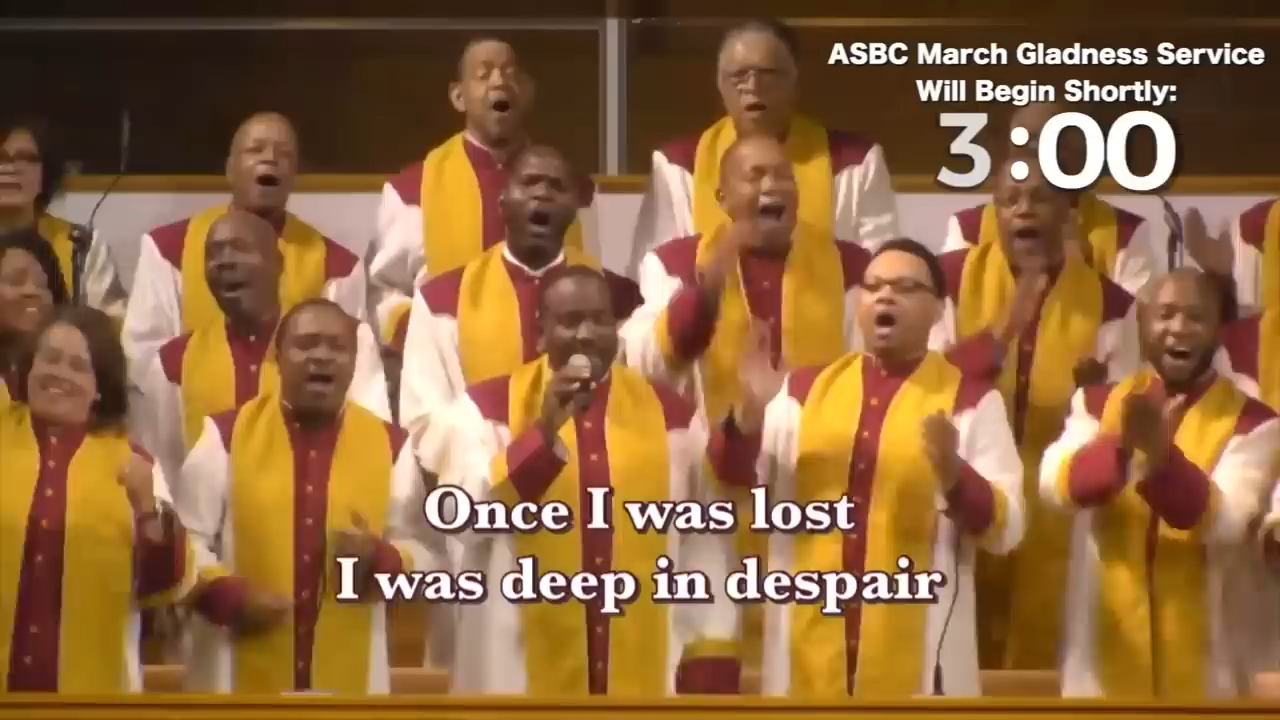 ASBC March Gladness Service
Will Begin Shortly:
3:00
Once I was lost
I was deep in despair